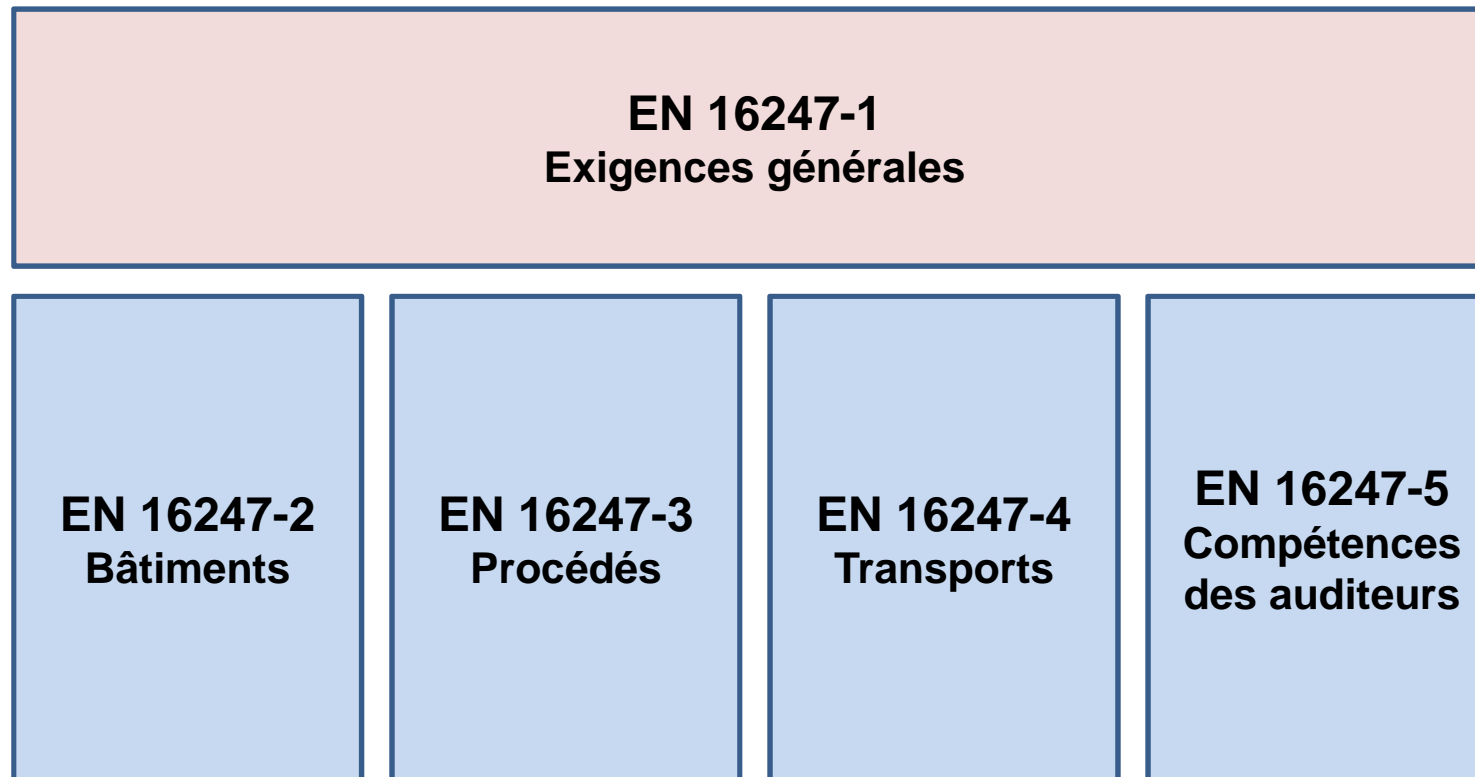 EN 16247-1
Exigences générales
EN 16247-2
Bâtiments
EN 16247-3
Procédés
EN 16247-4
Transports
EN 16247-5
Compétences
des auditeurs